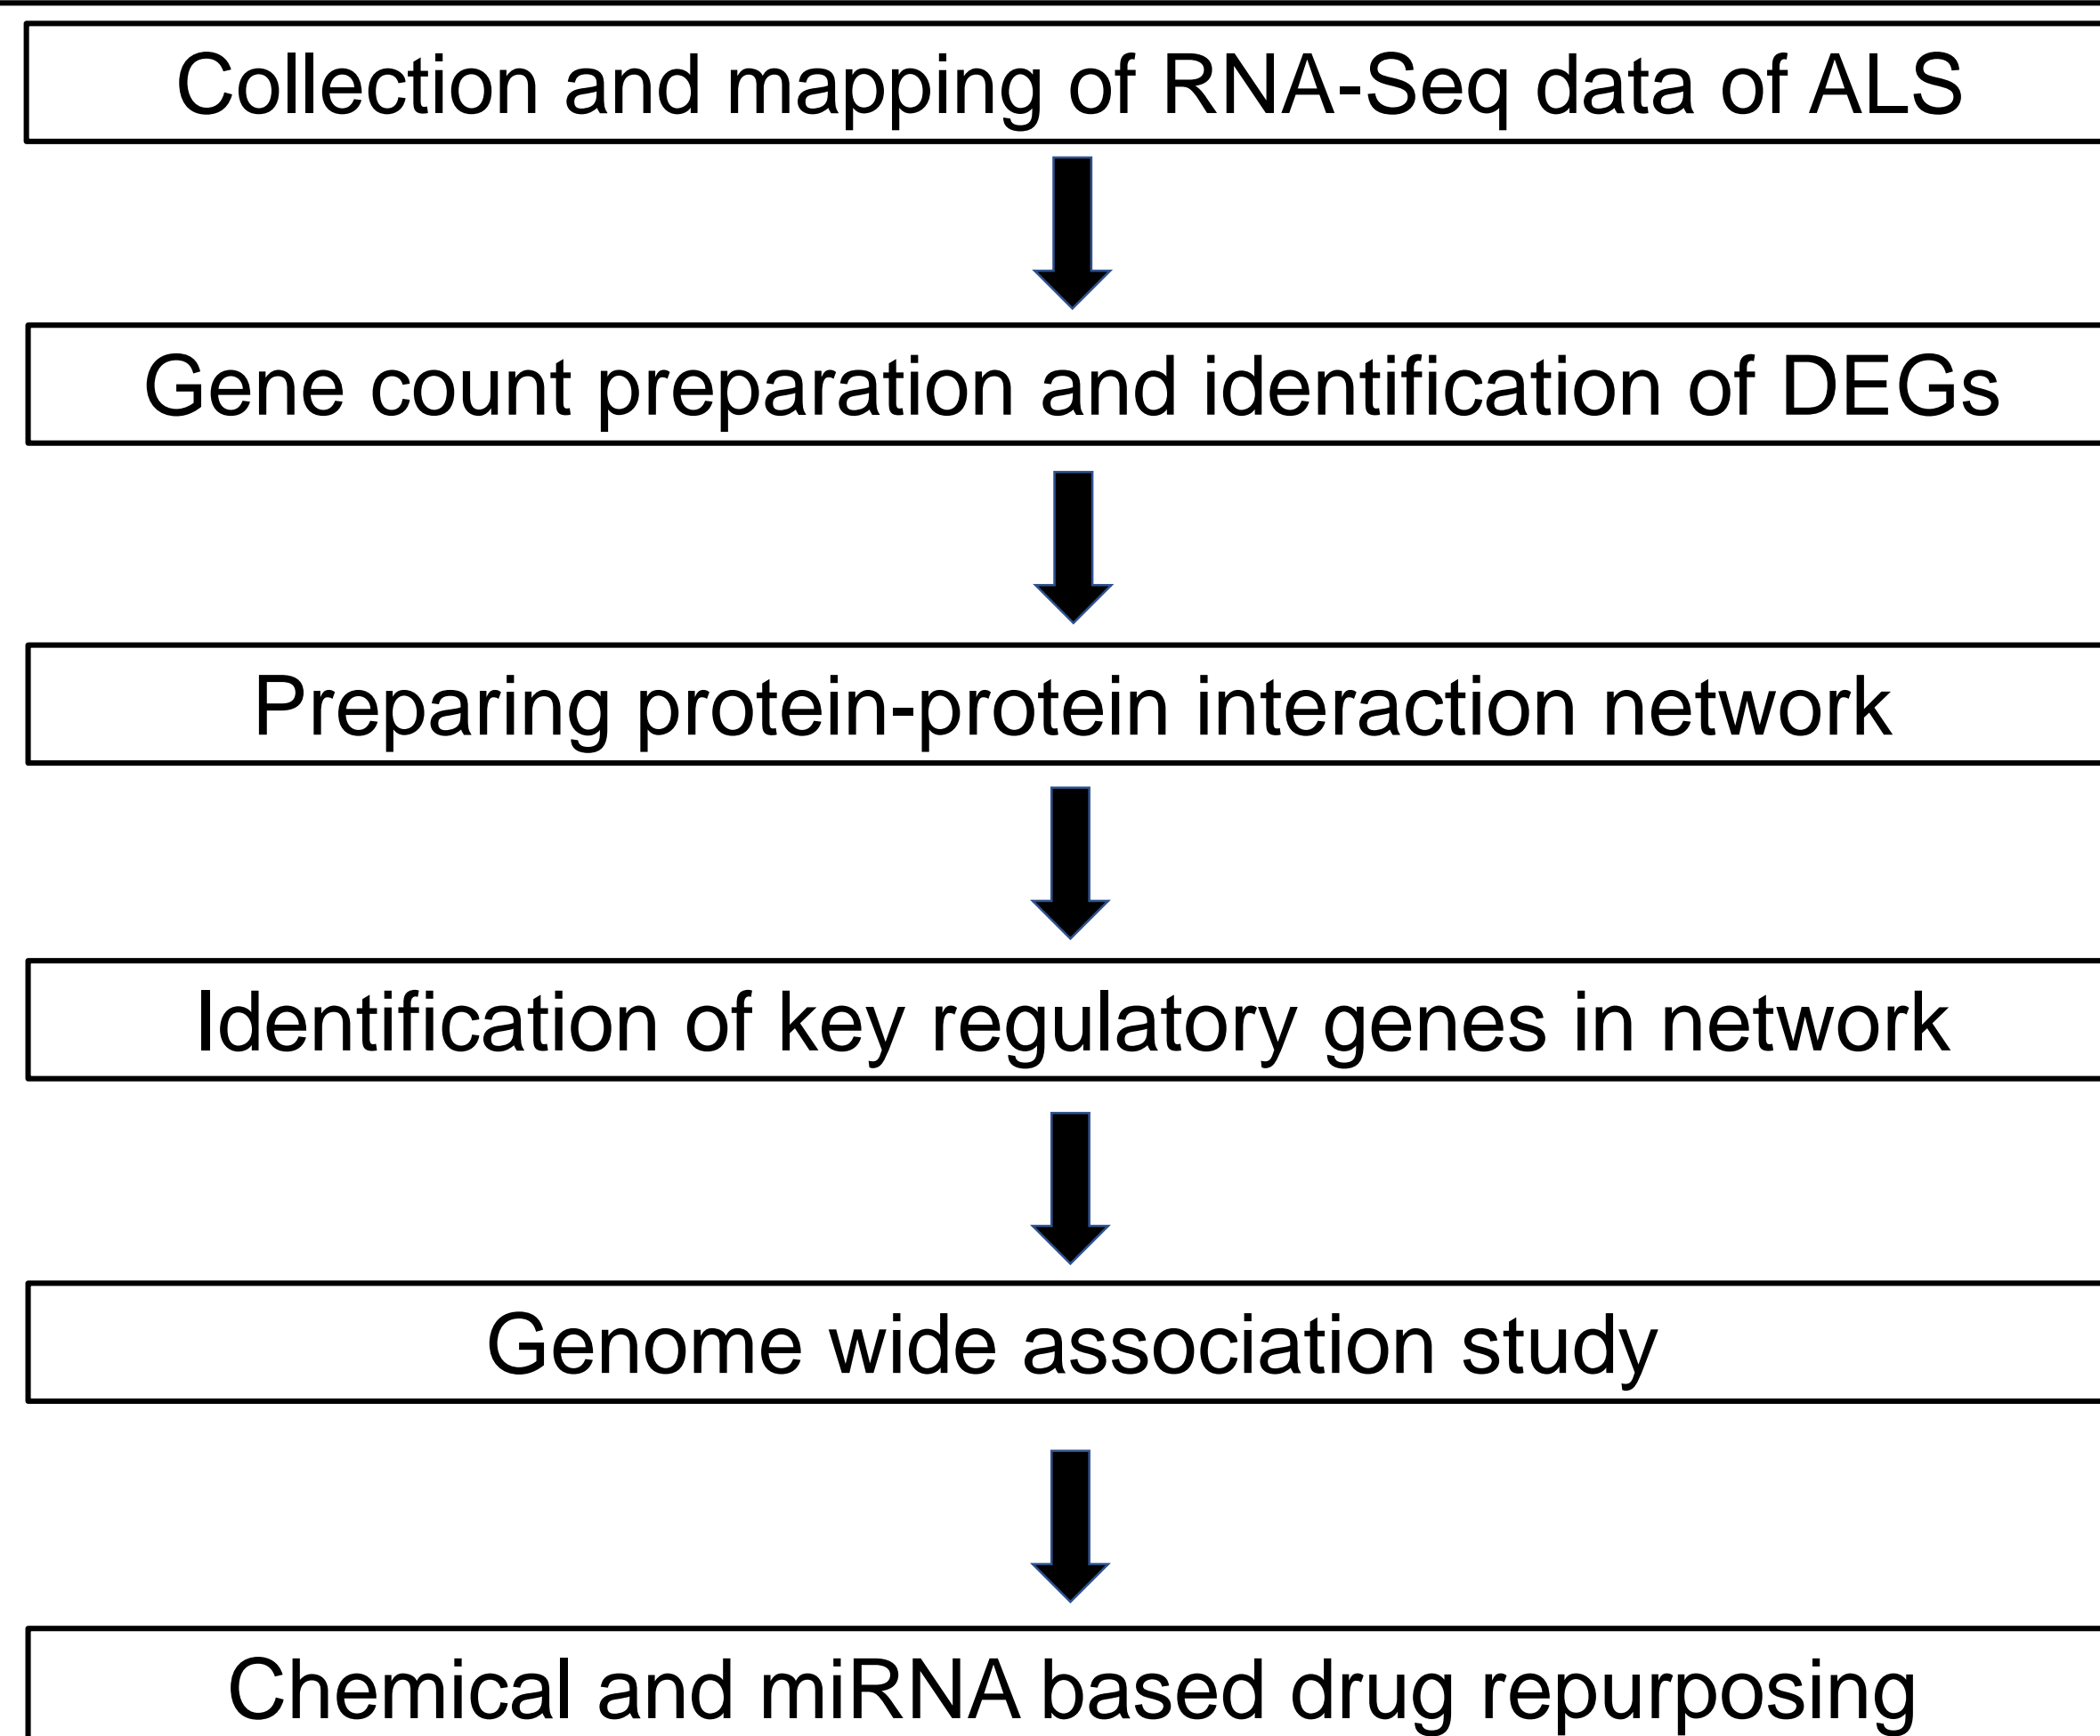 Collection and mapping of RNA-Seq data of ALS
Gene count preparation and identification of DEGs
Preparing protein-protein interaction network
Identification of key regulatory genes in network
Genome wide association study
Chemical and miRNA based drug repurposing